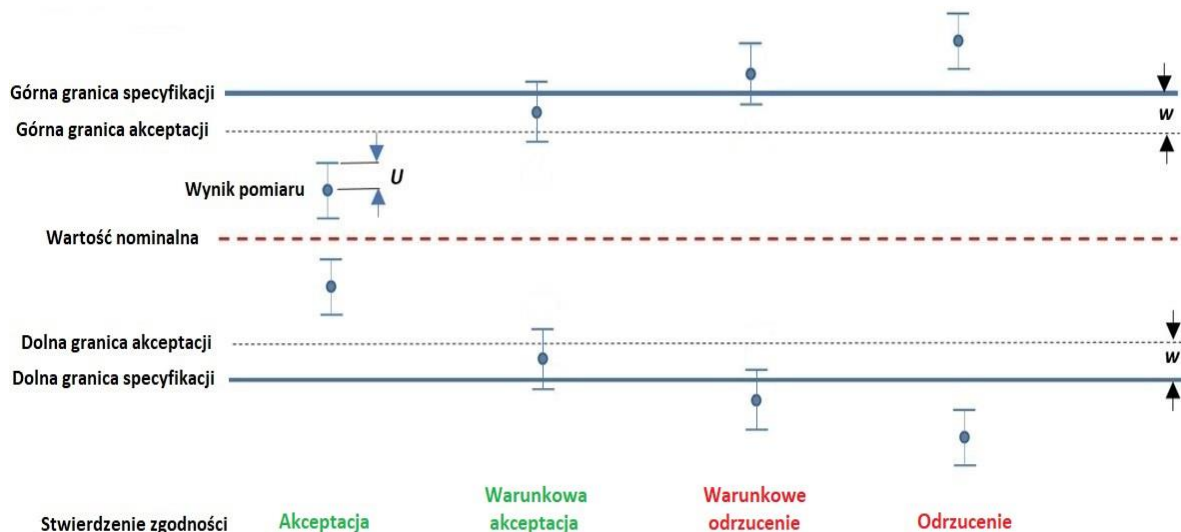 Górna granica specyfikacji
w
Górna granica akceptacji
U
Wynik pomiaru
Wartość nominalna
Dolna granica akceptacji
w
Dolna granica specyfikacji
Stwierdzenie zgodności
Akceptacja
Warunkowa
akceptacja
Warunkowe
odrzucenie
Odrzucenie